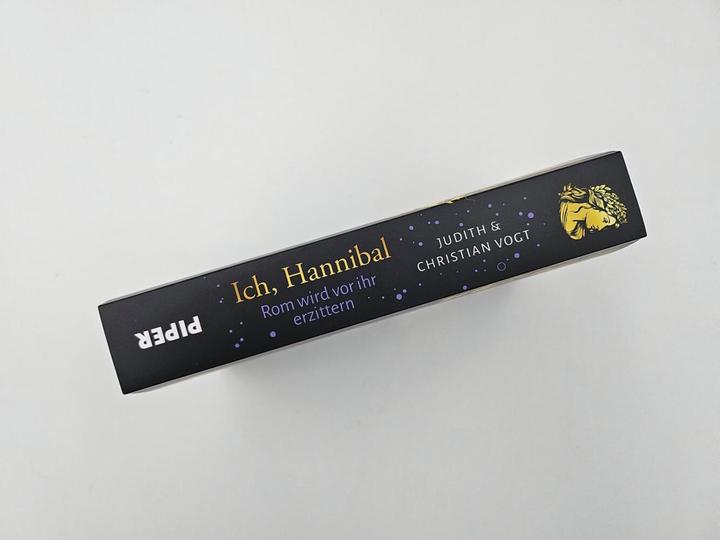 Ich, Hannibal
Rom wird vor ihr
erzittern
JUDITH &
CHRISTIAN VOGT
PIPER